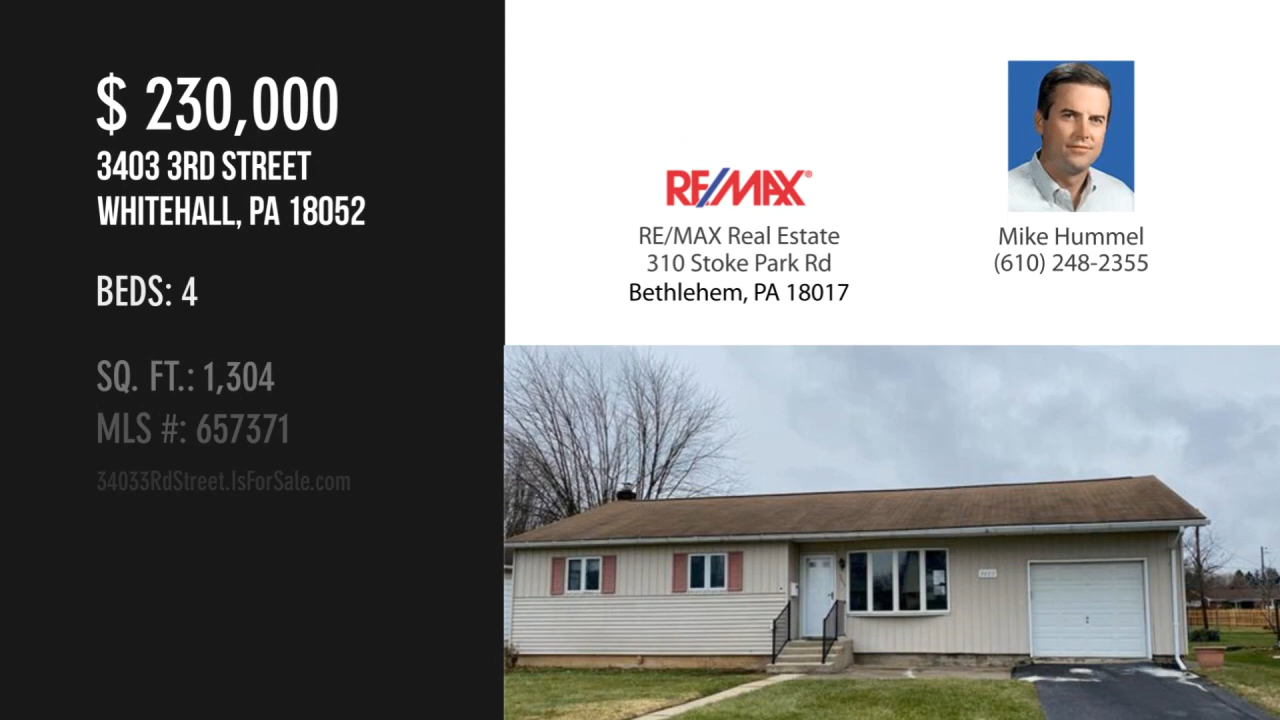 $ 230,000
3403 3RD STREET
WHITEHALL, PA 18052
BEDS: 4
SQ. FT.: 1,304
MLS #: 657371
34033RdStreet.IsForSale.com
RE/MAX®
RE/MAX Real Estate
310 Stoke Park Rd
Bethlehem, PA 18017
Mike Hummel
(610) 248-2355